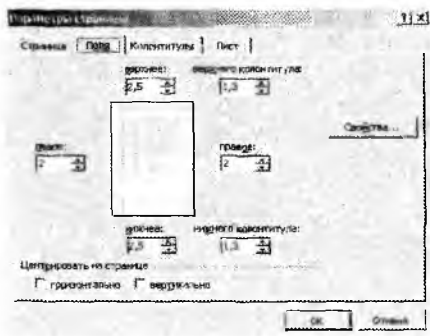 Параметры страницы
Страница Поля Колонтитулы Лист
верхнее: верхнего колонтитула:
2,5 1,3
Свойства...
левое: правое:
2 2
нижнее: нижнего колонтитула:
2,5 1,3
Центрировать на странице
горизонтально вертикально
OK Отмена